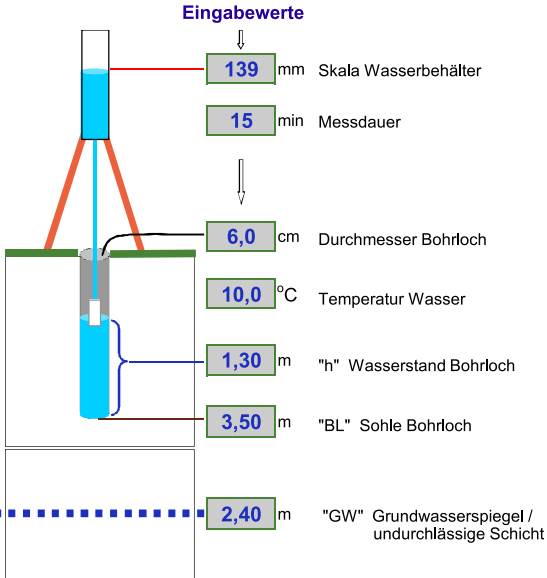 Eingabewerte
139 mm Skala Wasserbehälter
15 min Messdauer
6,0 cm Durchmesser Bohrloch
10,0 °C Temperatur Wasser
1,30 m "h" Wasserstand Bohrloch
3,50 m "BL" Sohle Bohrloch
2,40 m "GW" Grundwasserspiegel /
undurchlässige Schicht